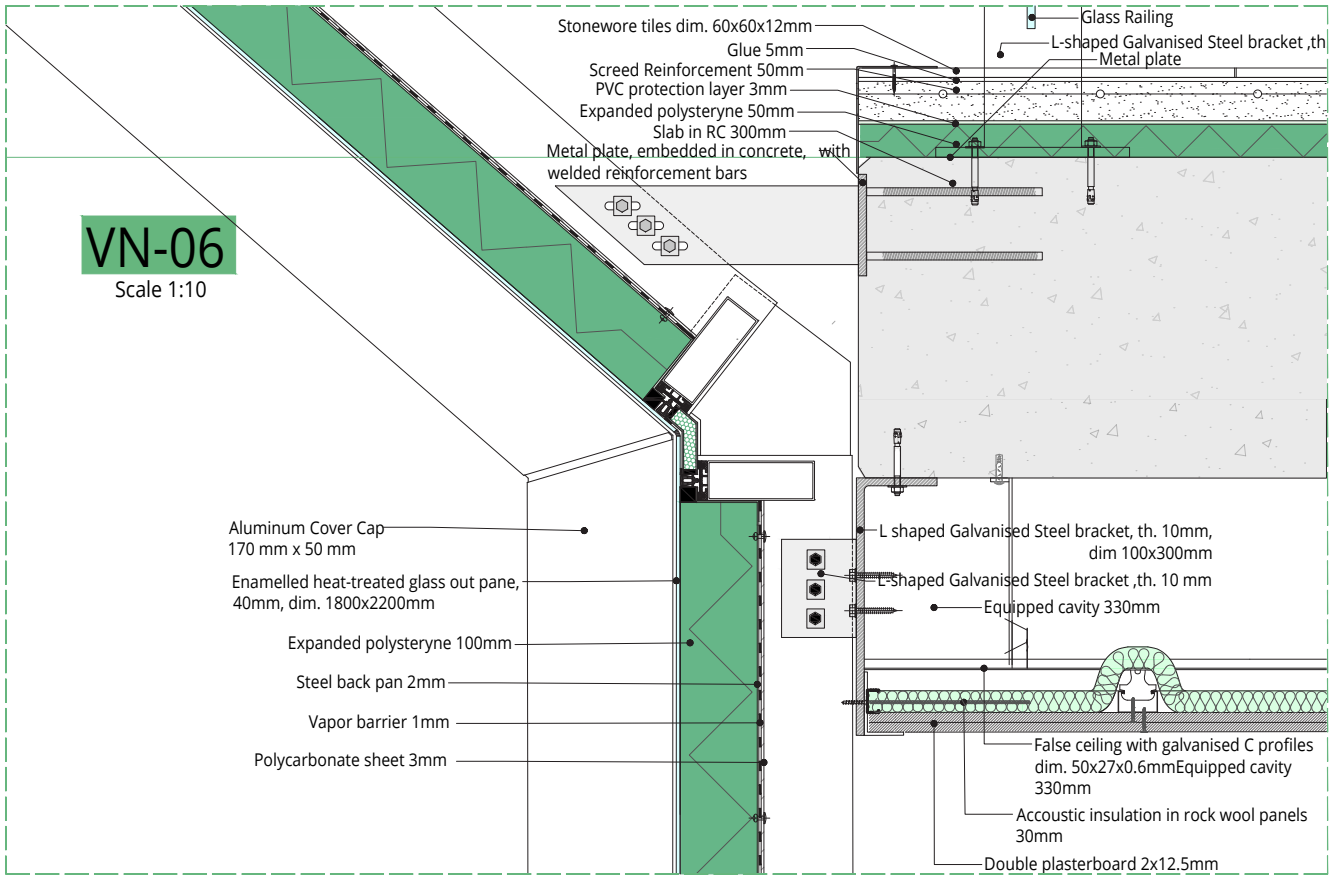 Stonewore tiles dim. 60x60x12mm
Glue 5mm
Screed Reinforcement 50mm
PVC protection layer 3mm
Expanded polysteryne 50mm
Slab in RC 300mm
Metal plate, embedded in concrete, with
welded reinforcement bars
Glass Railing
L-shaped Galvanised Steel bracket ,th
Metal plate
VN-06
Scale 1:10
Aluminum Cover Cap
170 mm x 50 mm
Enamelled heat-treated glass out pane,
40mm, dim. 1800x2200mm
Expanded polysteryne 100mm
Steel back pan 2mm
Vapor barrier 1mm
Polycarbonate sheet 3mm
L shaped Galvanised Steel bracket, th. 10mm,
dim 100x300mm
L-shaped Galvanised Steel bracket ,th. 10 mm
Equipped cavity 330mm
False ceiling with galvanised C profiles
dim. 50x27x0.6mmEquipped cavity
330mm
Accoustic insulation in rock wool panels
30mm
Double plasterboard 2x12.5mm